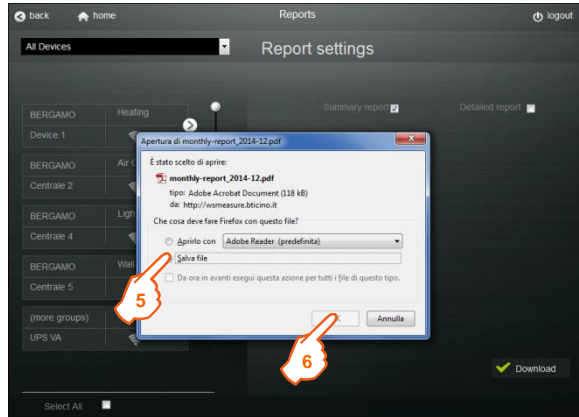 back
home
Reports
logout
All Devices
Report settings
Summary report
Detailed report
BERGAMO
Heating
Device 1
Apertura di monthly-report_2014-12.pdf
BERGAMO
Air
Centrale 2
È stato scelto di aprire:
monthly-report_2014-12.pdf
tipo: Adobe Acrobat Document (118 kB)
da: http://wsmeasure.bticino.it
BERGAMO
Ligh
Centrale 4
Che cosa deve fare Firefox con questo file?
Aprirlo con
Adobe Reader (predefinita)
Salva file
BERGAMO
Wall
Centrale 5
Da ora in avanti esegui questa azione per tutti i file di questo tipo.
5
(more groups)
Annulla
UPS VA
6
Download
Select All